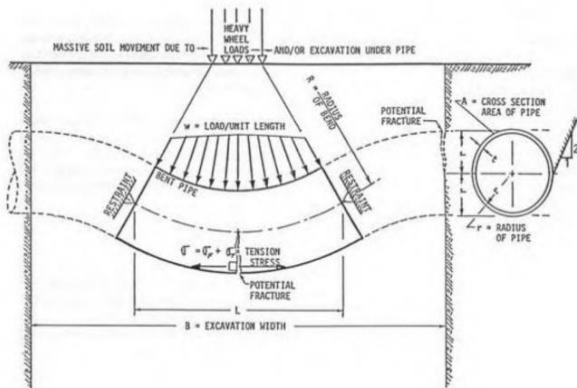 HEAVY
WHEEL
LOADS
MASSIVE SOIL MOVEMENT DUE TO
AND/OR EXCAVATION UNDER PIPE
R = RADIUS
OF BEND
POTENTIAL
FRACTURE
A = CROSS SECTION
AREA OF PIPE
w = LOAD/UNIT LENGTH
BENT PIPE
RESTRAINT
RESTRAINT
r
r
r
r
2
1
r = RADIUS
OF PIPE
TENSION
STRESS
POTENTIAL
FRACTURE
L
B = EXCAVATION WIDTH